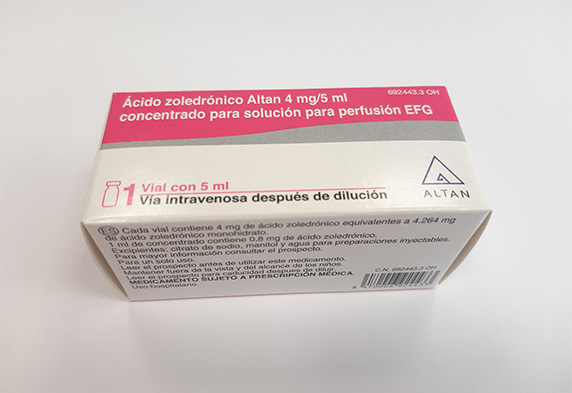 Ácido zoledrónico Altan 4 mg/5 ml
692443.3 OH
concentrado para solución para perfusión EFG
1 Vial con 5 ml
Vía intravenosa después de dilución
ALTAN
ES Cada vial contiene 4 mg de ácido zoledrónico equivalentes a 4.264 mg
de ácido zoledrónico monohidrato.
1 ml de concentrado contiene 0,8 mg de ácido zoledrónico.
Excipientes: citrato de sodio, manitol y agua para preparaciones inyectables.
Para mayor información consultar el prospecto.
Para un solo uso.
Leer el prospecto antes de utilizar este medicamento.
Mantener fuera de la vista y del alcance de los niños.
Leer el prospecto para caducidad después de diluir.
MEDICAMENTO SUJETO A PRESCRIPCIÓN MÉDICA.
Uso hospitalario.
C.N. 692443.3 OH